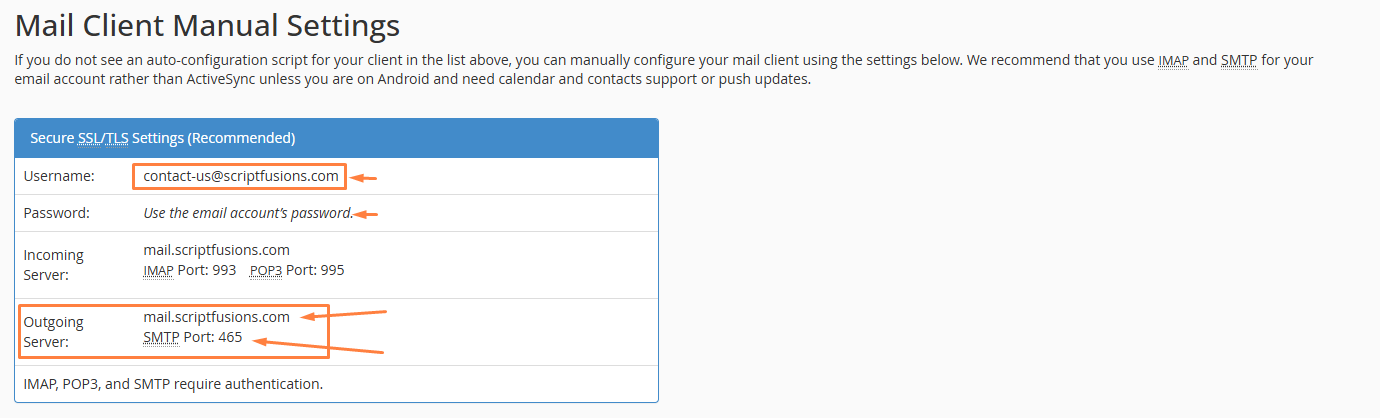 Mail Client Manual Settings
If you do not see an auto-configuration script for your client in the list above, you can manually configure your mail client using the settings below. We recommend that you use IMAP and SMTP for your
email account rather than ActiveSync unless you are on Android and need calendar and contacts support or push updates.
Secure SSL/TLS Settings (Recommended)
Username: contact-us@scriptfusions.com
Password: Use the email account’s password.
Incoming Server: mail.scriptfusions.com
IMAP Port: 993 POP3 Port: 995
Outgoing Server: mail.scriptfusions.com
SMTP Port: 465
IMAP, POP3, and SMTP require authentication.